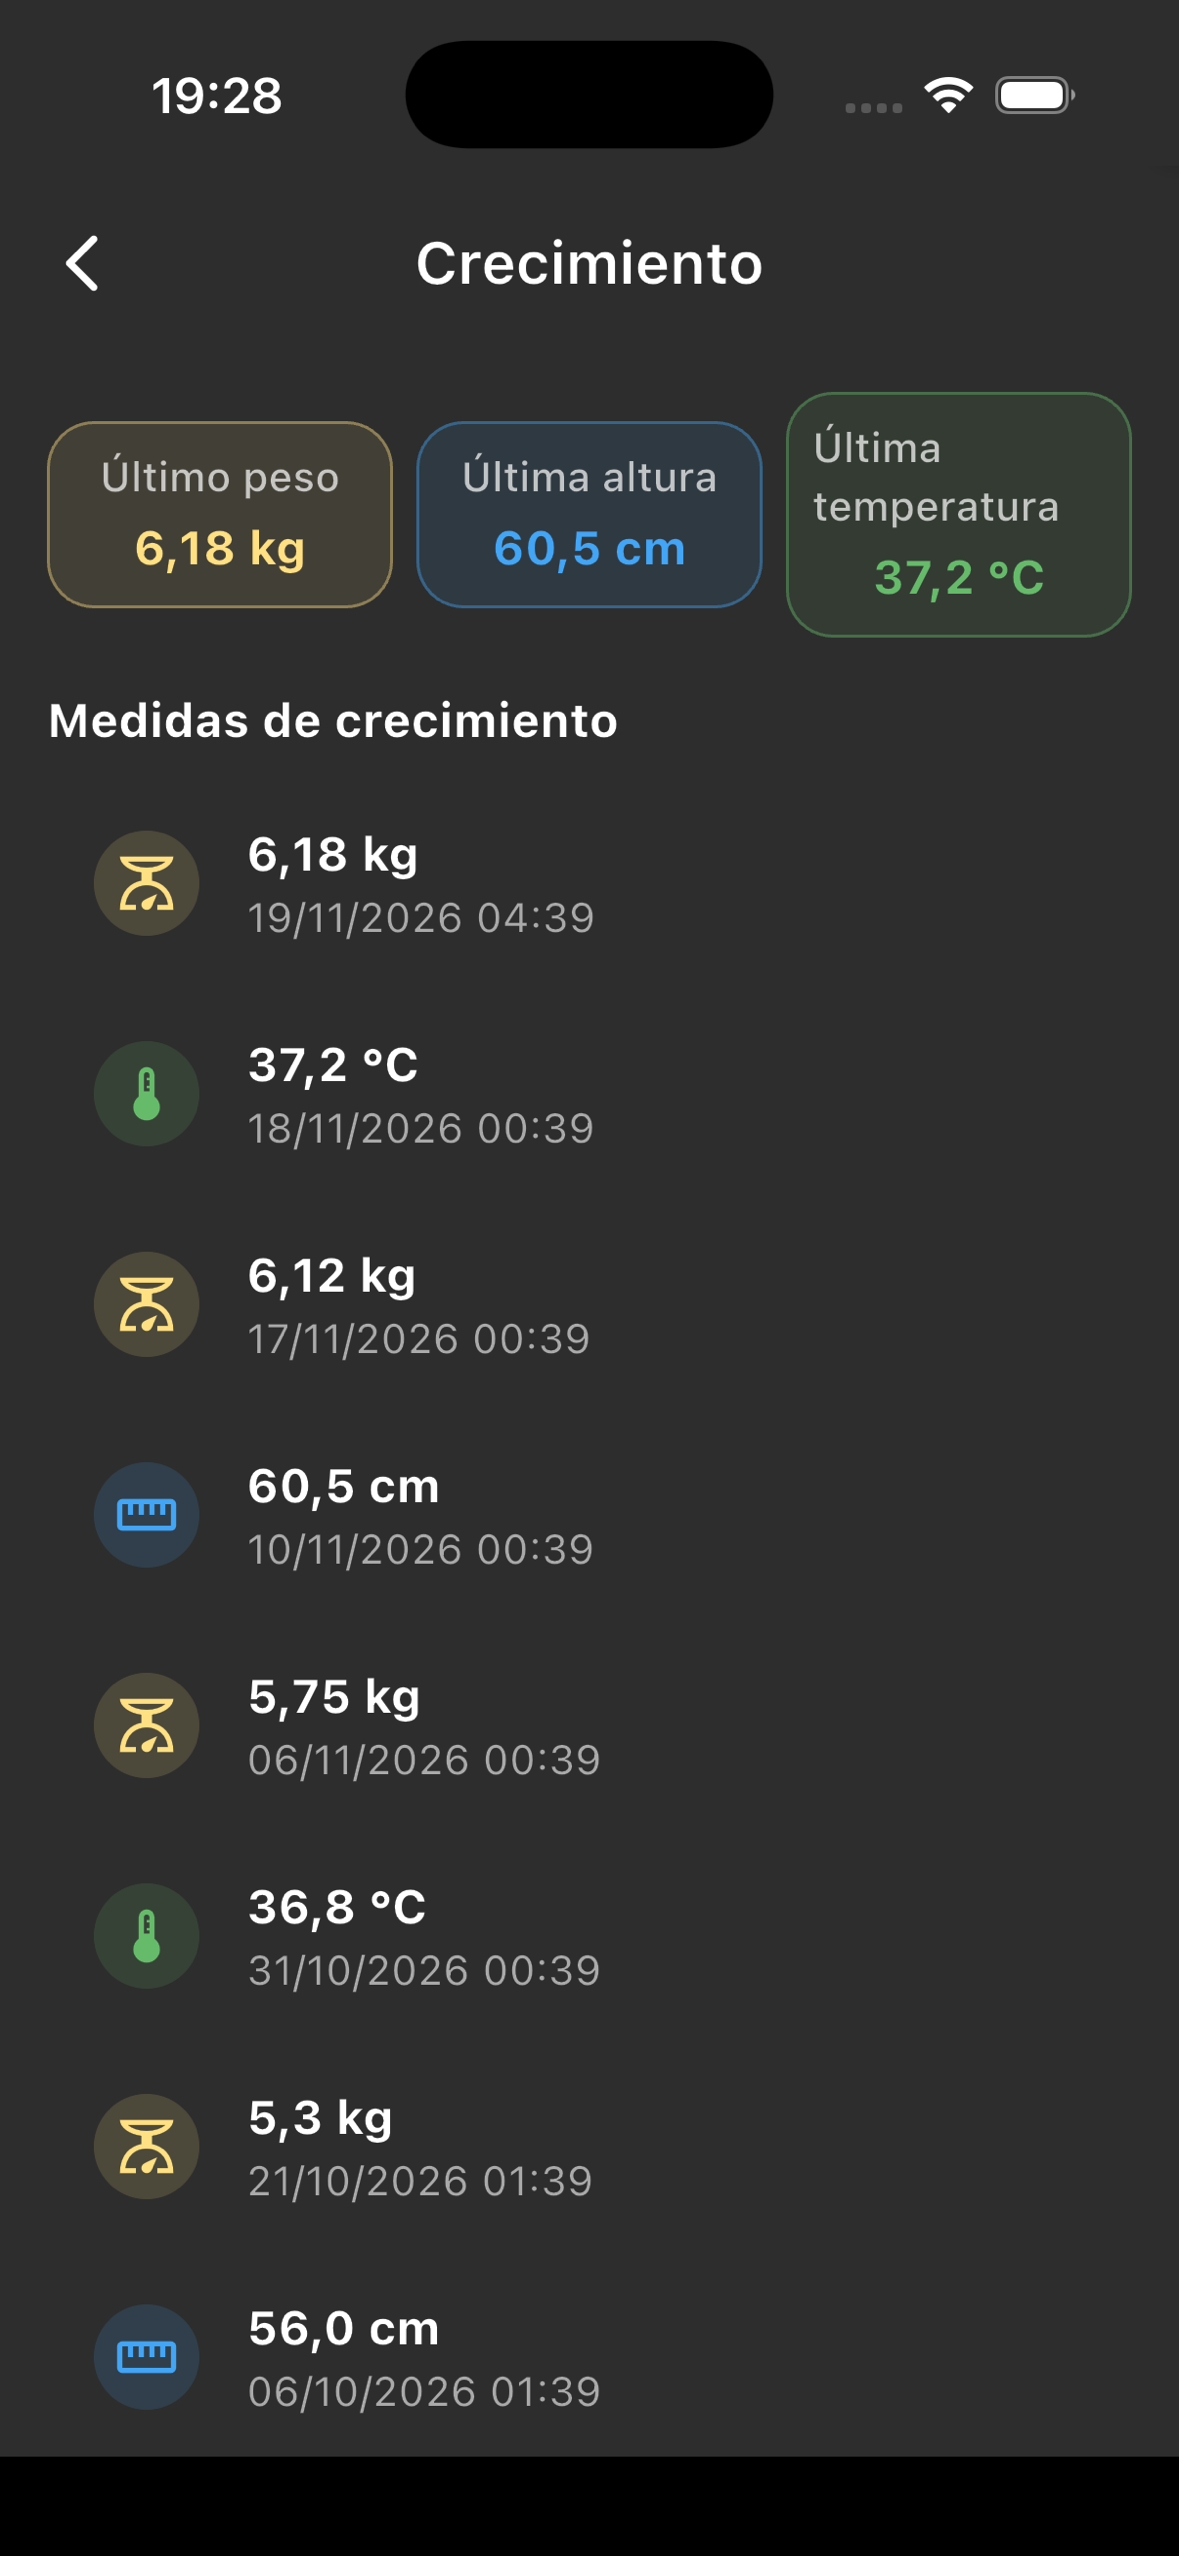 19:28
Crecimiento
Último peso
6,18 kg
Última altura
60,5 cm
Última
temperatura
37,2 °C
Medidas de crecimiento
6,18 kg
19/11/2026 04:39
37,2 °C
18/11/2026 00:39
6,12 kg
17/11/2026 00:39
60,5 cm
10/11/2026 00:39
5,75 kg
06/11/2026 00:39
36,8 °C
31/10/2026 00:39
5,3 kg
21/10/2026 01:39
56,0 cm
06/10/2026 01:39